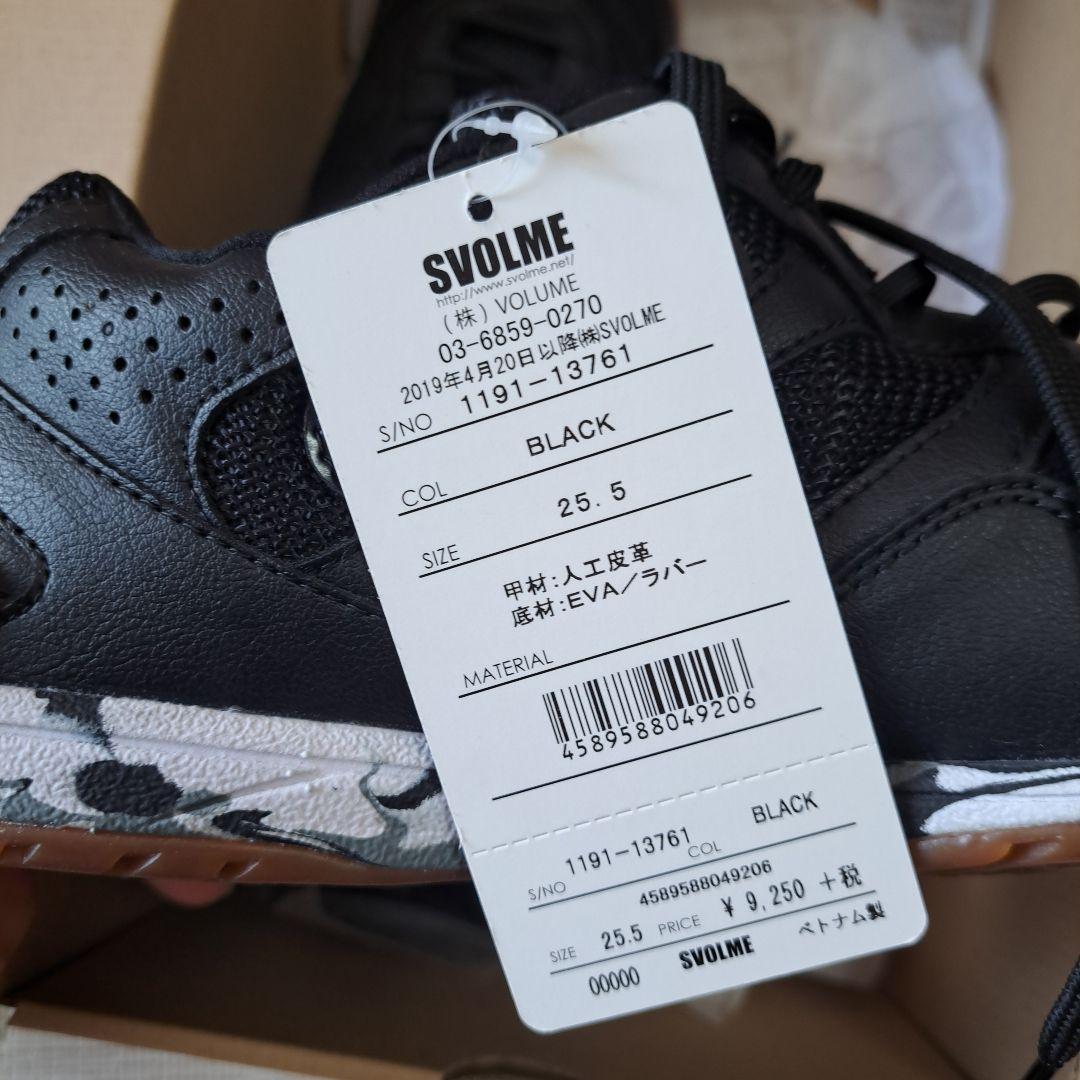 SVOLME
http://www.svolme.net/
(株)VOLUME
03-6859-0270
2019年4月20日以降㈱SVOLME
S/NO 1191-13761
COL BLACK
SIZE 25.5
甲材:人工皮革
底材:EVA/ラバー
MATERIAL
4589588049206
S/NO 1191-13761 COL BLACK
4589588049206
SIZE 25.5 PRICE ¥ 9,250 +税
00000 SVOLME ベトナム製